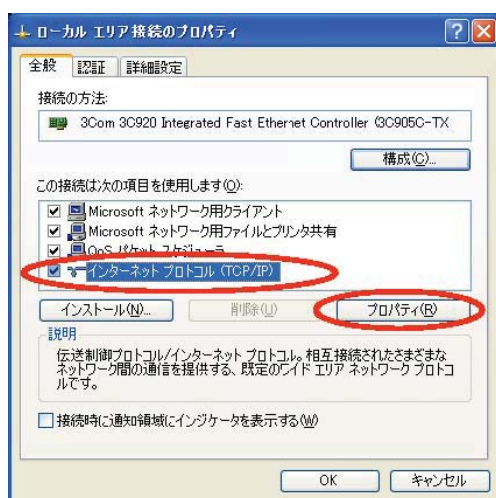 ローカル エリア接続のプロパティ
全般 認証 詳細設定
接続の方法:
3Com 3C920 Integrated Fast Ethernet Controller (3C905C-TX
構成(C)...
この接続は次の項目を使用します(O):
Microsoft ネットワーク用クライアント
Microsoft ネットワーク用ファイルとプリンタ共有
QoS パケット スケジューラ
インターネット プロトコル (TCP/IP)
インストール(N)... 削除(U) プロパティ(R)
説明
伝送制御プロトコル/インターネット プロトコル。相互接続されたさまざまな
ネットワーク間の通信を提供する、既定のワイド エリア ネットワーク プロトコ
ルです。
接続時に通知領域にインジケータを表示する(W)
OK キャンセル